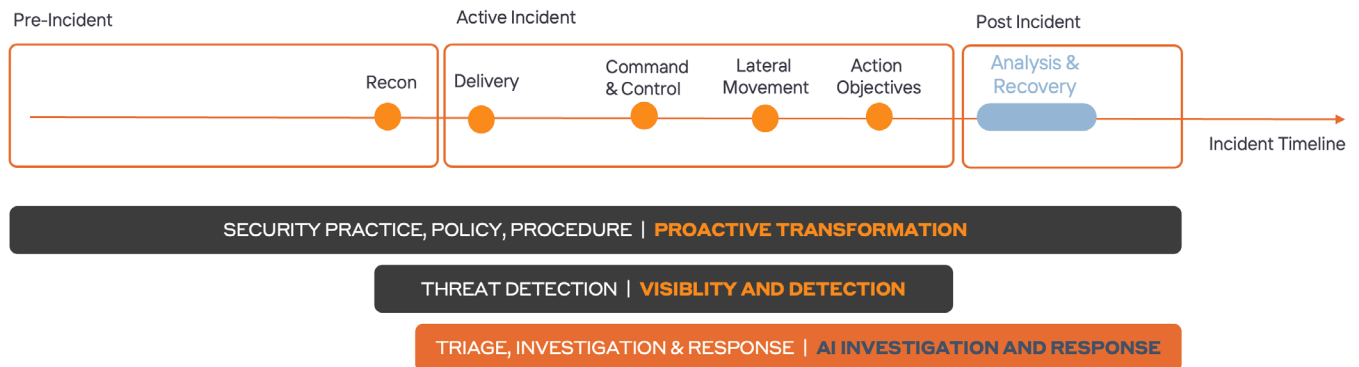 Pre-Incident
Active Incident
Post Incident
Recon
Delivery
Command
& Control
Lateral
Movement
Action
Objectives
Analysis &
Recovery
Incident Timeline
SECURITY PRACTICE, POLICY, PROCEDURE | PROACTIVE TRANSFORMATION
THREAT DETECTION | VISIBLITY AND DETECTION
TRIAGE, INVESTIGATION & RESPONSE | AI INVESTIGATION AND RESPONSE